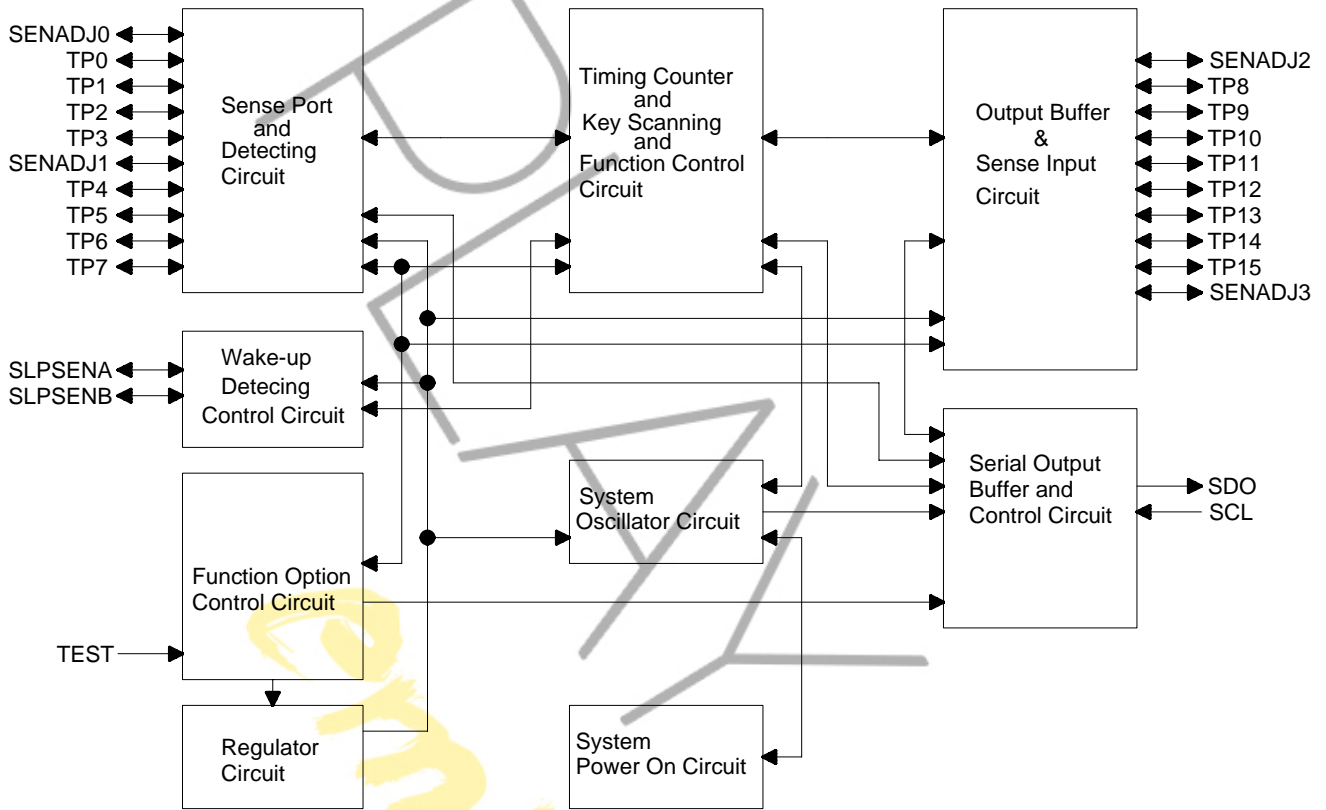 SENADJ0
TP0
TP1
TP2
TP3
SENADJ1
TP4
TP5
TP6
TP7
Sense Port
and
Detecting
Circuit
Timing Counter
and
Key Scanning
and
Function Control
Circuit
Output Buffer
&
Sense Input
Circuit
SENADJ2
TP8
TP9
TP10
TP11
TP12
TP13
TP14
TP15
SENADJ3
SLPSENA
SLPSENB
Wake-up
Detecing
Control Circuit
System
Oscillator Circuit
Serial Output
Buffer and
Control Circuit
SDO
SCL
Function Option
Control Circuit
TEST
Regulator
Circuit
System
Power On Circuit